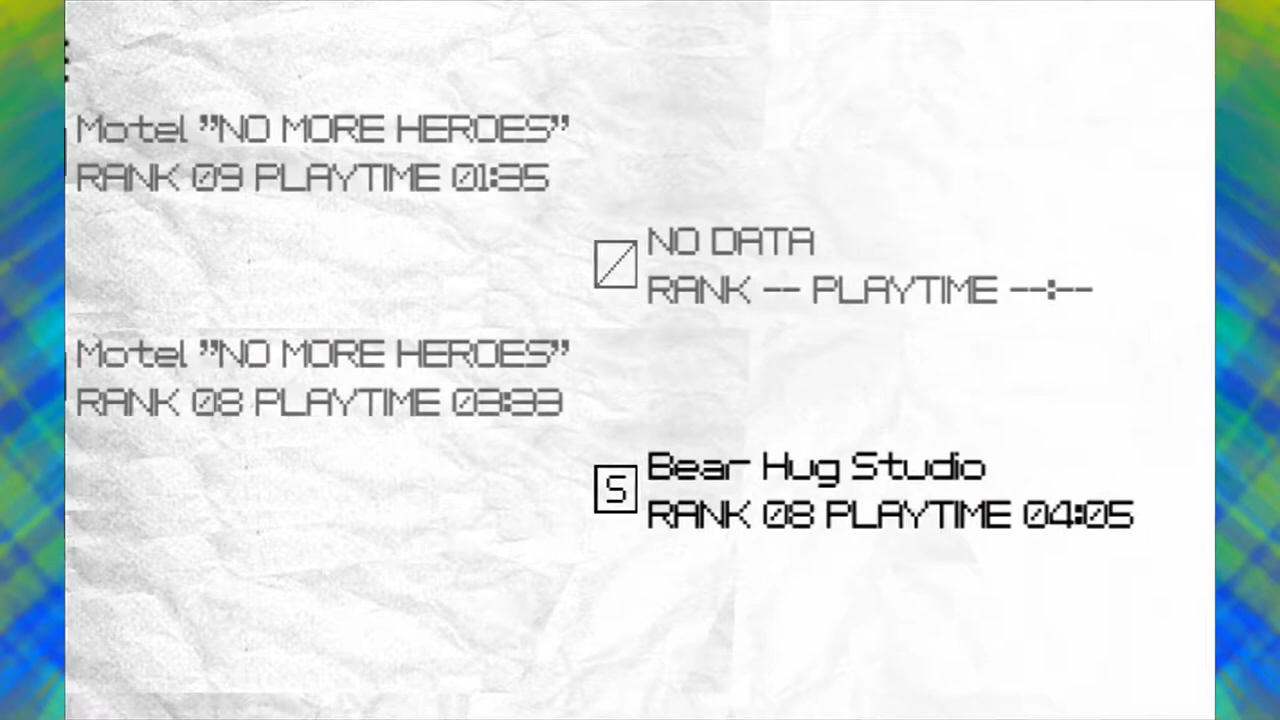 Motel ”NO MORE HEROES”
RANK 09 PLAYTIME 01:35
NO DATA
RANK -- PLAYTIME --:--
Motel ”NO MORE HEROES”
RANK 08 PLAYTIME 03:33
S
Bear Hug Studio
RANK 08 PLAYTIME 04:05